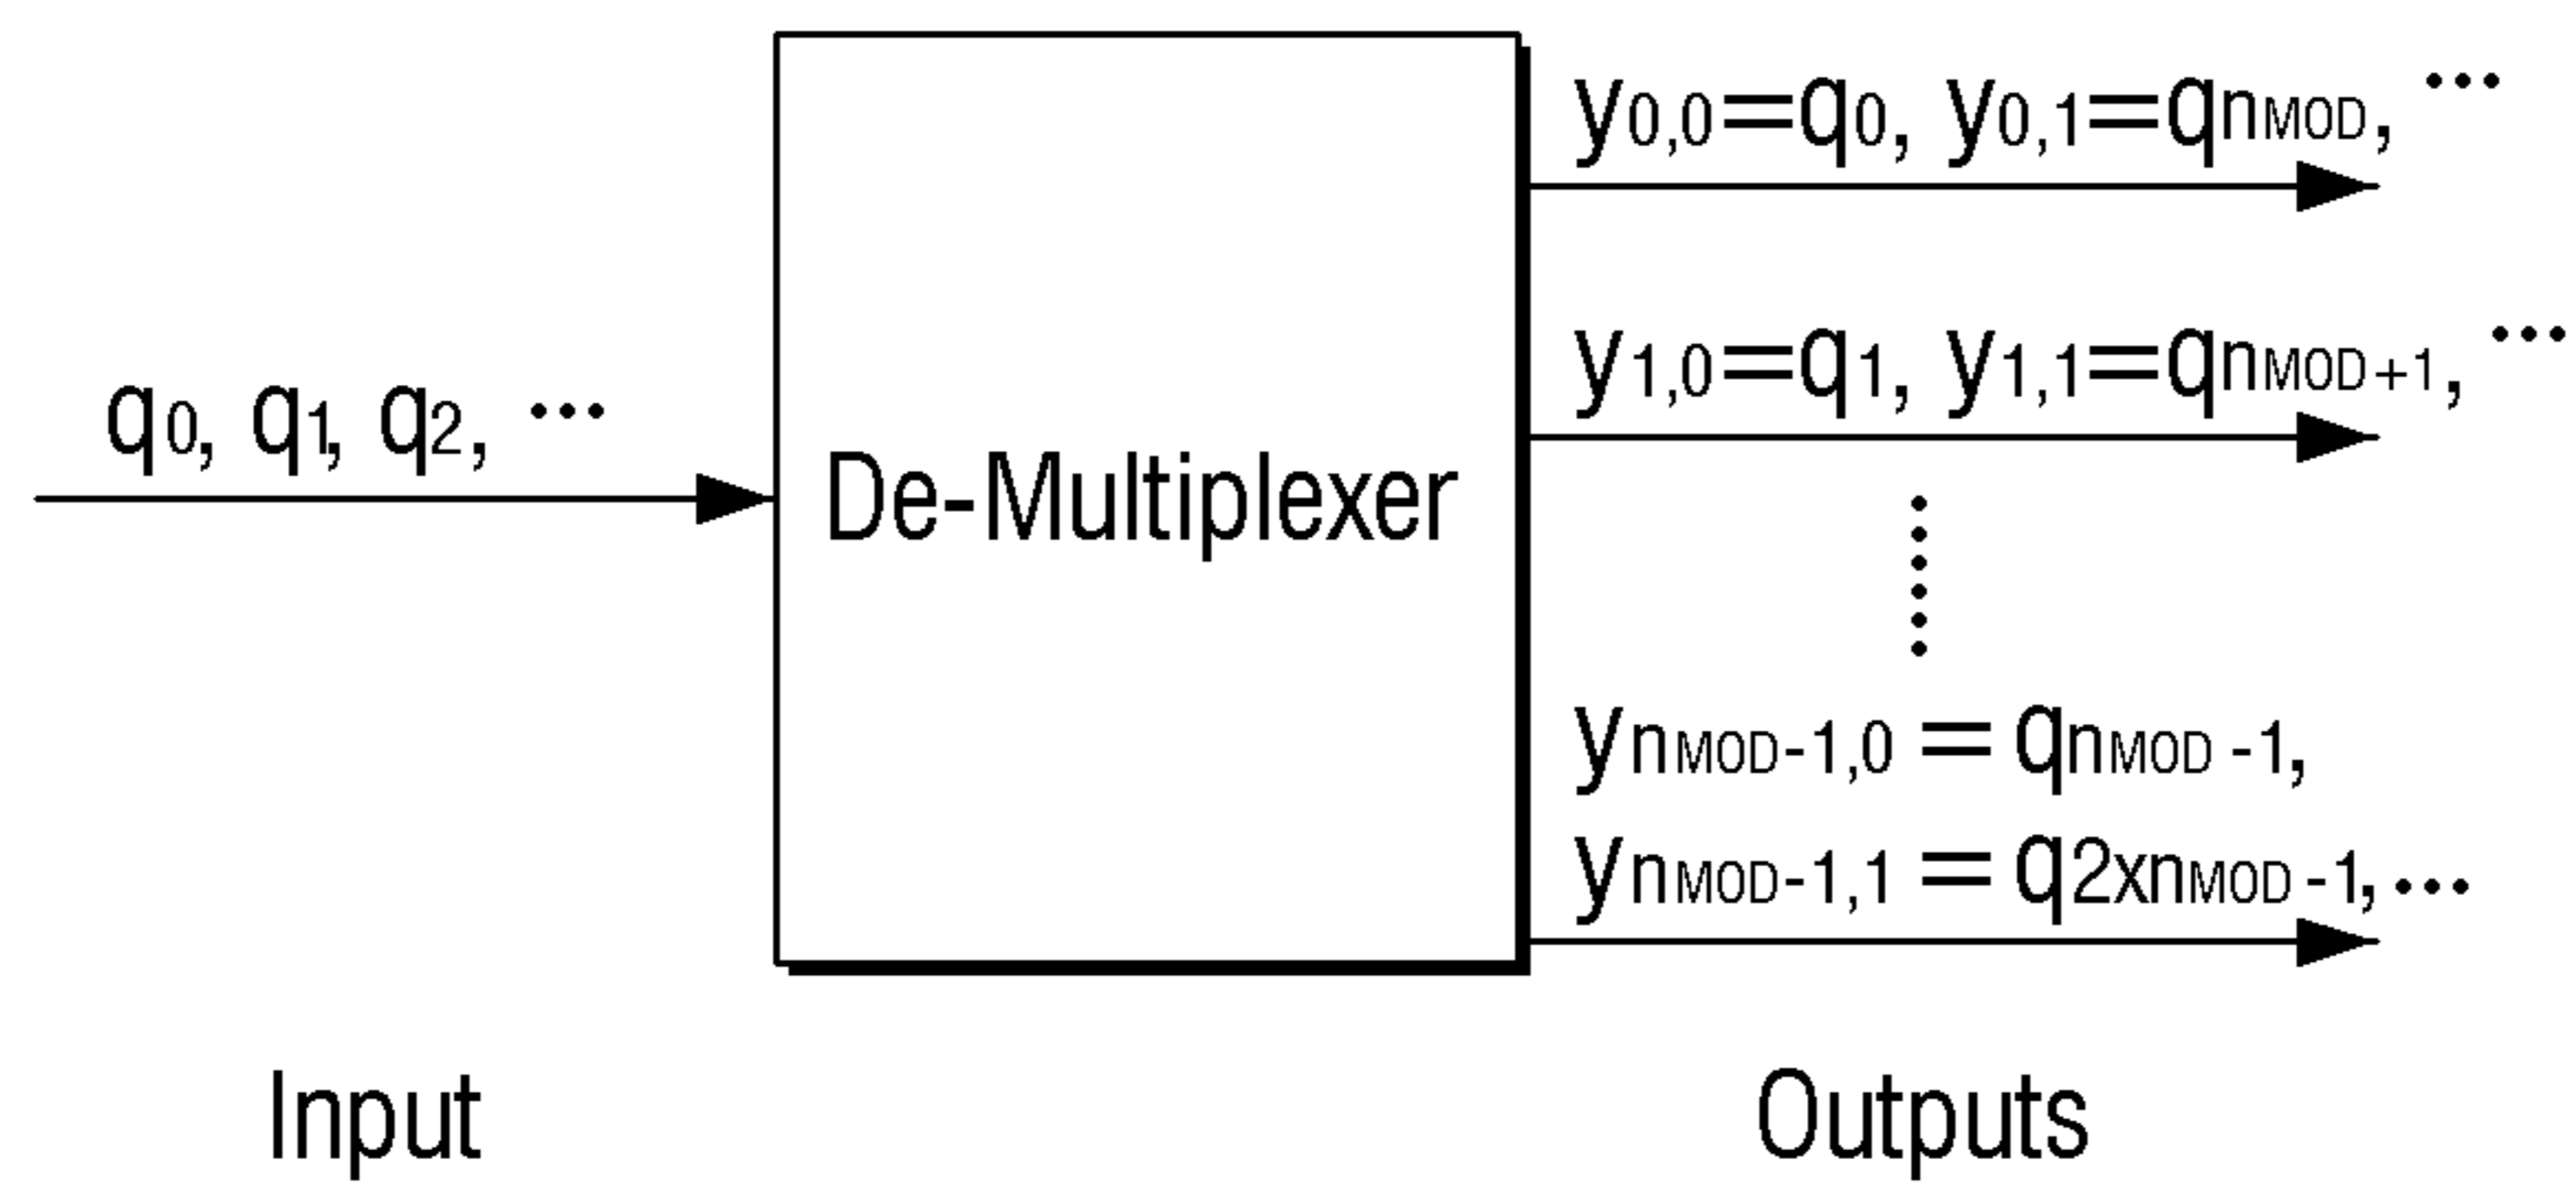 y0,0=q0, y0,1=qnMOD, ...
y1,0=q1, y1,1=qnMOD+1, ...
q0, q1, q2, ...
De-Multiplexer
ynMOD-1,0 = qnMOD -1,
ynMOD-1,1 = q2xnMOD -1, ...
Input
Outputs